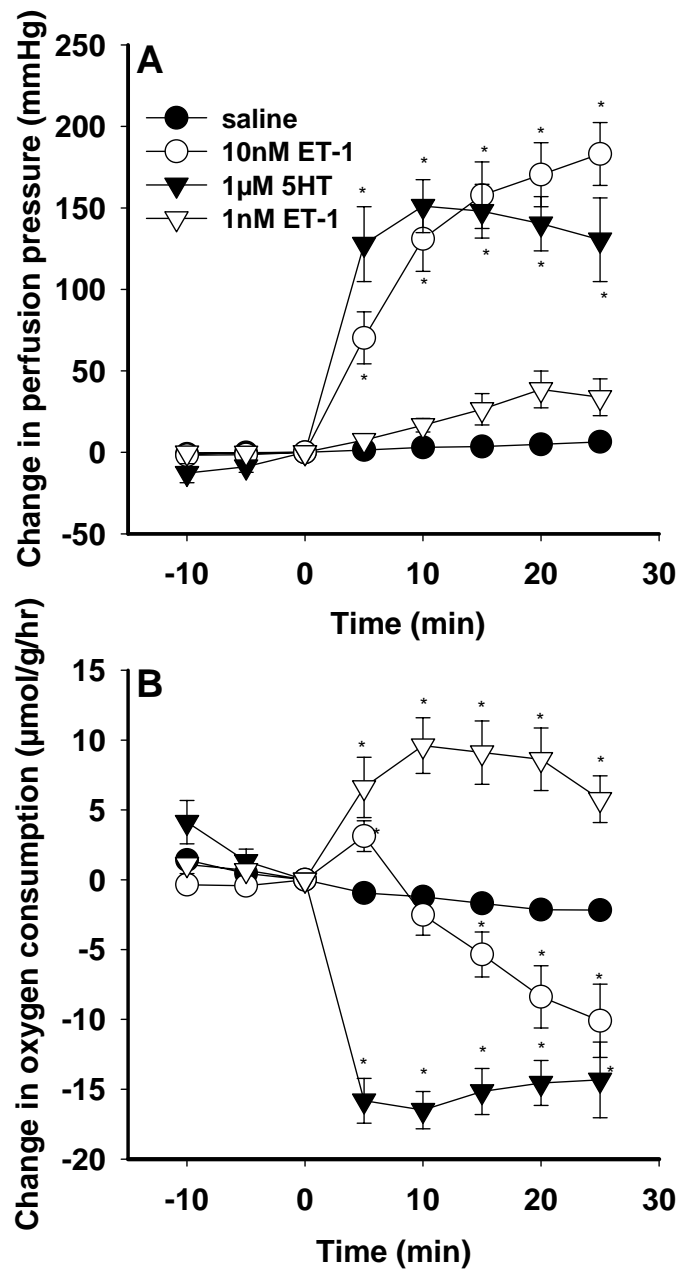 A
Change in perfusion pressure (mmHg)
250
200
150
100
50
0
-50
saline
10nM ET-1
1µM 5HT
1nM ET-1
* * * * *
* * * * *
-10 0 10 20 30
Time (min)
B
Change in oxygen consumption (µmol/g/hr)
15
10
5
0
-5
-10
-15
-20
* * * * *
* * * *
* * * * *
-10 0 10 20 30
Time (min)